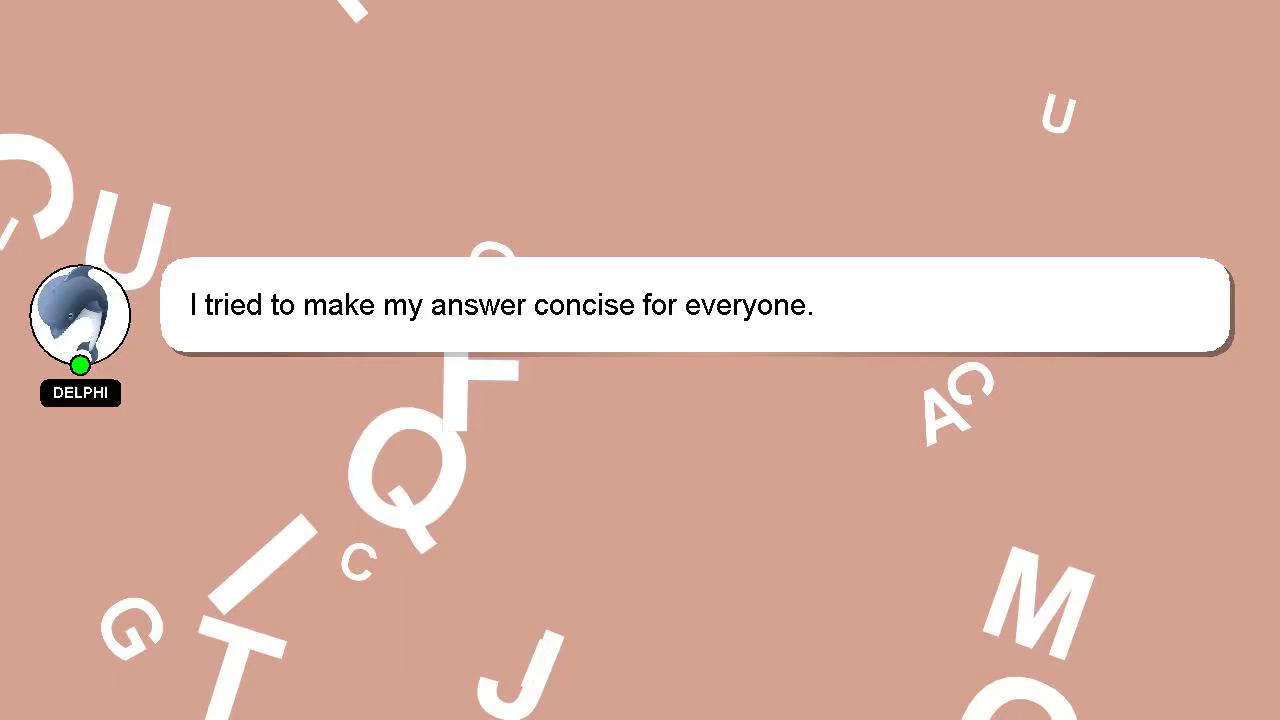 U
U
I tried to make my answer concise for everyone.
DELPHI
Q
A
C
I
C
G
T
J
M